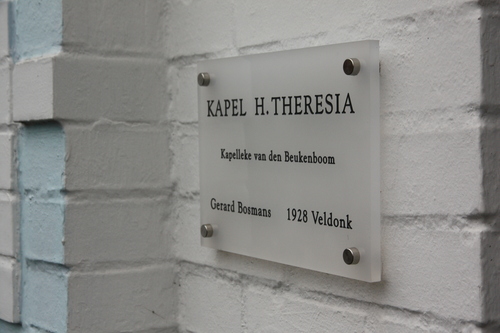 KAPEL H. THERESIA
Kapelleke van den Beukenboom
Gerard Bosmans 1928 Veldonk